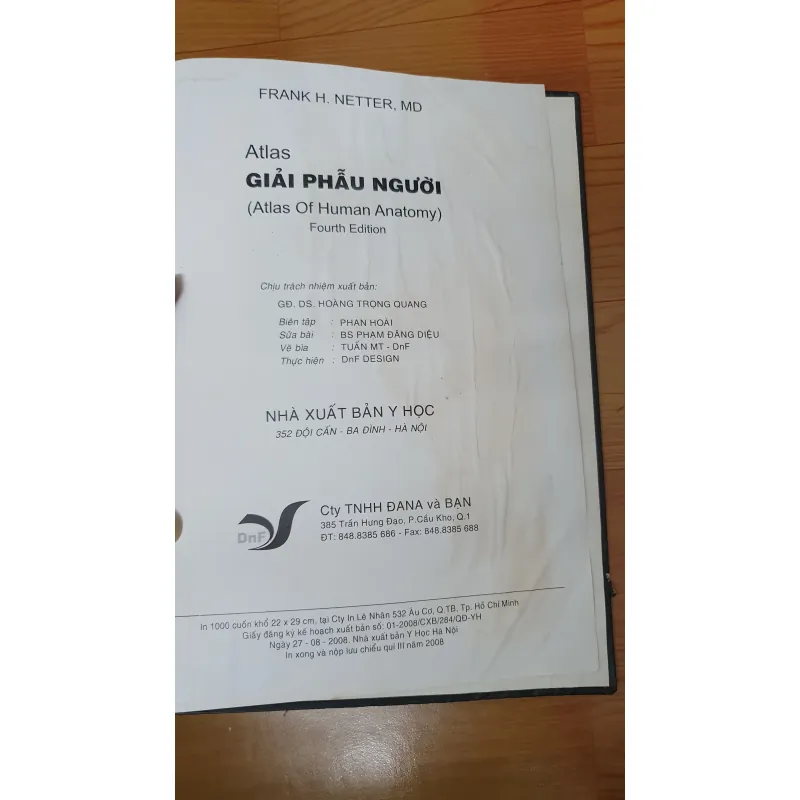 FRANK H. NETTER, MD
Atlas
GIẢI PHẪU NGƯỜI
(Atlas Of Human Anatomy)
Fourth Edition
Chịu trách nhiệm xuất bản:
GĐ. DS. HOÀNG TRỌNG QUANG
Biên tập : PHAN HOÀI
Sửa bài : BS PHẠM ĐĂNG DIỆU
Vẽ bìa : TUẤN MT - DnF
Thực hiện : DnF DESIGN
NHÀ XUẤT BẢN Y HỌC
352 ĐỘI CẤN - BA ĐÌNH - HÀ NỘI
DnF
Cty TNHH ĐANA và BẠN
385 Trần Hưng Đạo, P.Cầu Kho, Q.1
ĐT: 848.8385 686 - Fax: 848.8385 688
In 1000 cuốn khổ 22 x 29 cm, tại Cty In Lê Nhân 532 Âu Cơ, Q.TB, Tp. Hồ Chí Minh
Giấy đăng ký kế hoạch xuất bản số: 01-2008/CXB/284/QĐ-YH
Ngày 27 - 08 - 2008. Nhà xuất bản Y Học Hà Nội
In xong và nộp lưu chiểu quí III năm 2008